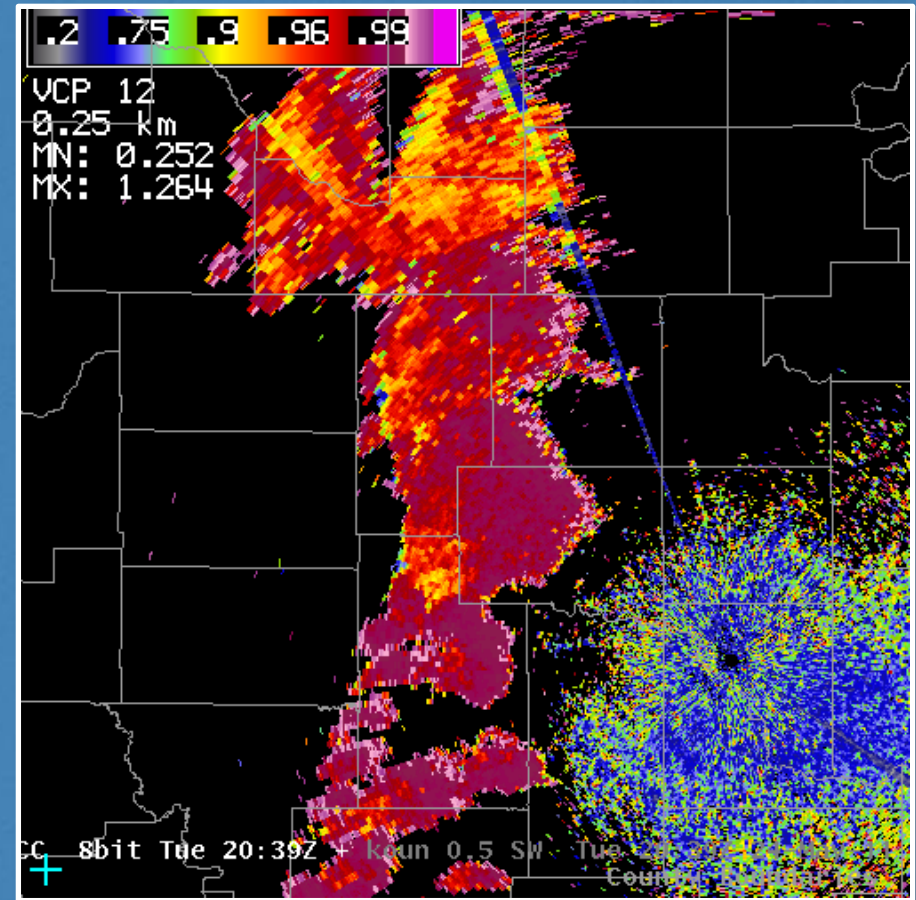 .2 .75 .9 .96 .99
VCP 12
0.25 km
MN: 0.252
MX: 1.264
CC 8bit Tue 20:39Z + koun 0.5 SW Tue
County